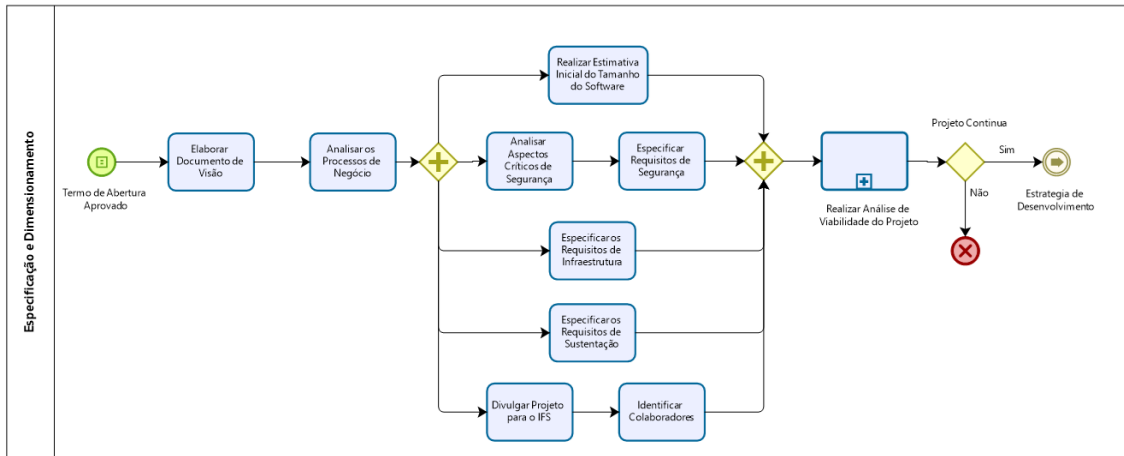 Especificação e Dimensionamento
Termo de Abertura
Aprovado
Elaborar
Documento de
Visão
Analisar os
Processos de
Negócio
Realizar Estimativa
Inicial do Tamanho
do Software
Analisar
Aspectos
Críticos de
Segurança
Especificar
Requisitos de
Segurança
Especificar os
Requisitos de
Infraestrutura
Especificar os
Requisitos de
Sustentação
Divulgar Projeto
para o IFS
Identificar
Colaboradores
Realizar Análise de
Viabilidade do Projeto
Projeto Continua
Sim
Não
Estrategia de
Desenvolvimento